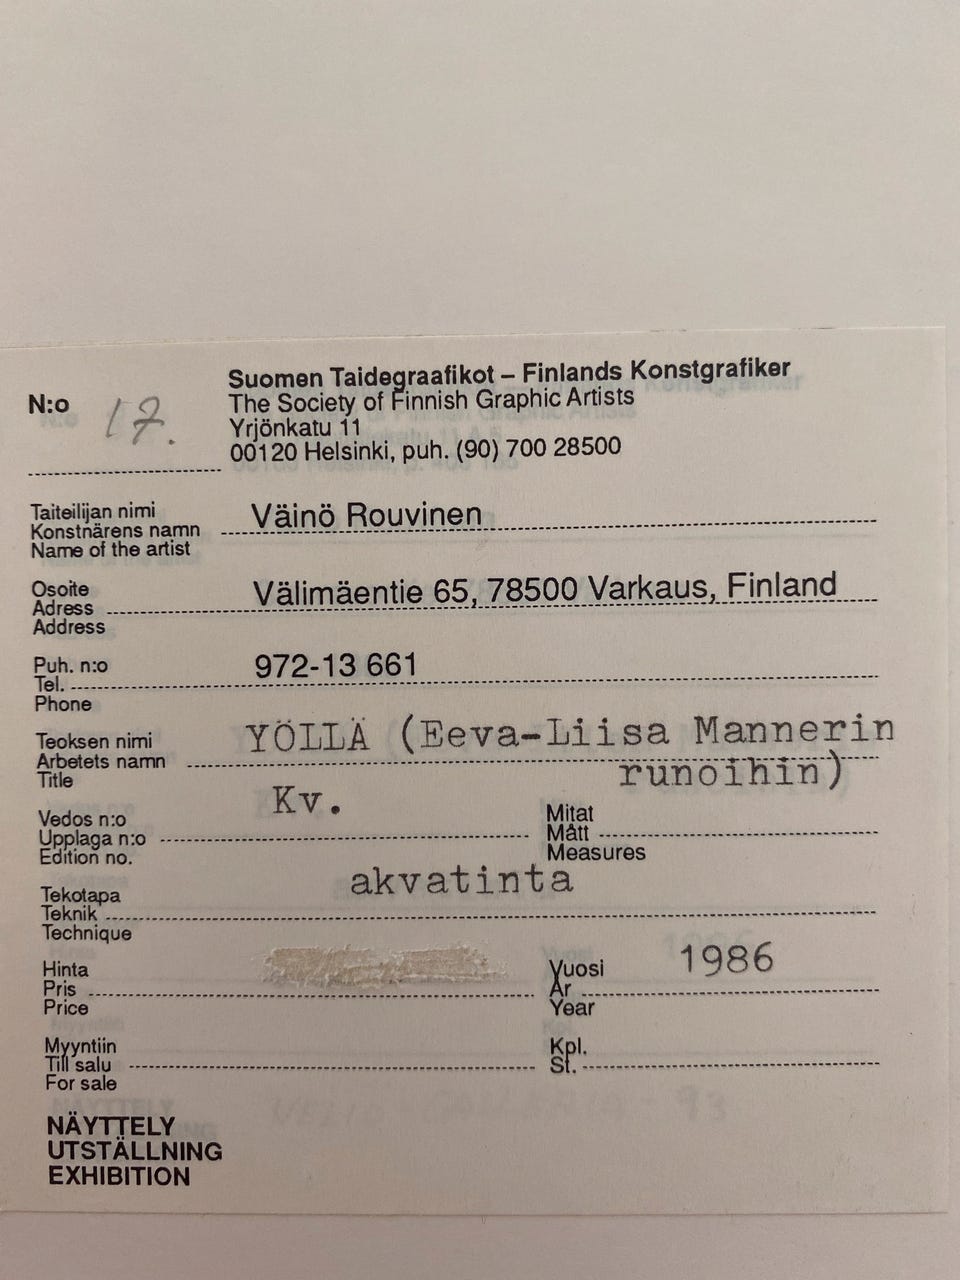 Suomen Taidegraafikot – Finlands Konstgrafiker
The Society of Finnish Graphic Artists
Yrjönkatu 11
00120 Helsinki, puh. (90) 700 28500
N:o 17.
Taiteilijan nimi
Konstnärens namn
Name of the artist
Väinö Rouvinen
Osoite
Adress
Address
Välimäentie 65, 78500 Varkaus, Finland
Puh. n:o
Tel.
Phone
972-13 661
Teoksen nimi
Arbetets namn
Title
YÖLLÄ (Eeva-Liisa Mannerin
runoihin)
Vedos n:o
Upplaga n:o
Edition no.
Kv.
Mitat
Mått
Measures
Tekotapa
Teknik
Technique
akvatinta
Hinta
Pris
Price
Vuosi
År
Year
1986
Myyntiin
Till salu
For sale
Kpl.
St.
NÄYTTELY
UTSTÄLLNING
EXHIBITION